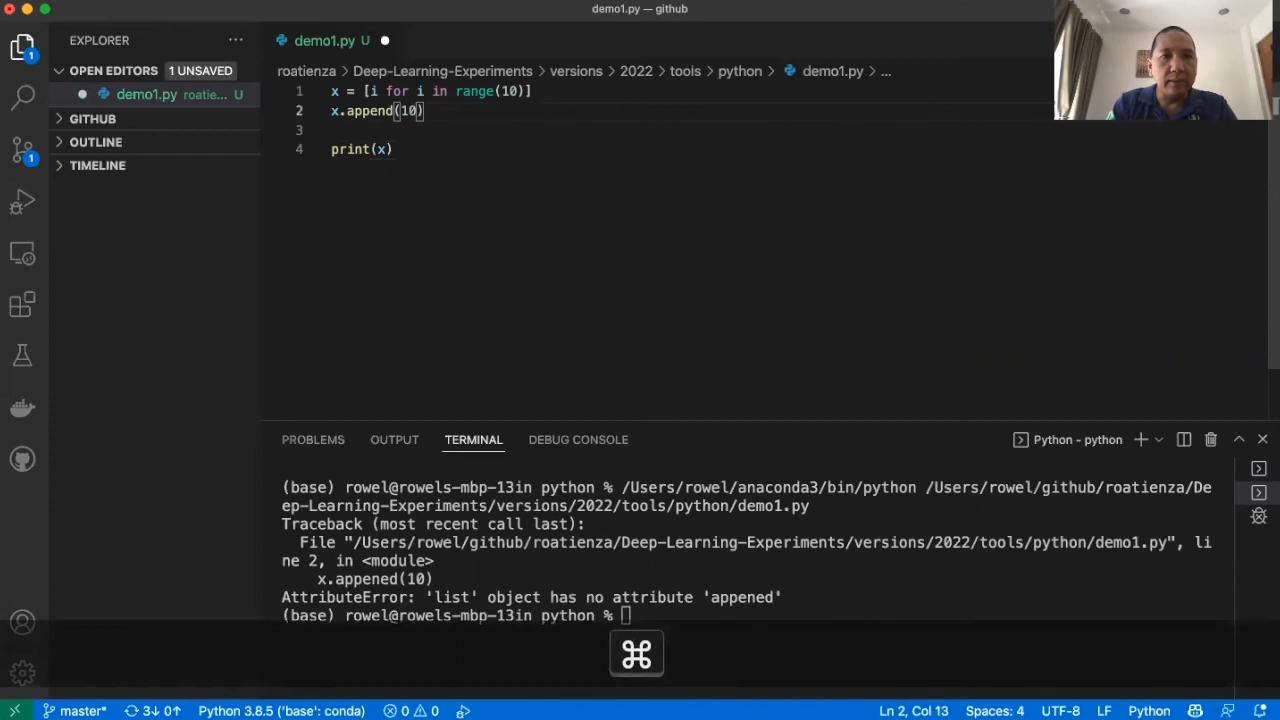 demo1.py — github
EXPLORER
demo1.py U
OPEN EDITORS 1 UNSAVED
roatienza > Deep-Learning-Experiments > versions > 2022 > tools > python > demo1.py > ...
demo1.py roatie... U
GITHUB
OUTLINE
TIMELINE
1 x = [i for i in range(10)]
2 x.append(10)
3
4 print(x)
1
1
PROBLEMS OUTPUT TERMINAL DEBUG CONSOLE Python - python
(base) rowel@rowels-mbp-13in python % /Users/rowel/anaconda3/bin/python /Users/rowel/github/roatienza/De
ep-Learning-Experiments/versions/2022/tools/python/demo1.py
Traceback (most recent call last):
File "/Users/rowel/github/roatienza/Deep-Learning-Experiments/versions/2022/tools/python/demo1.py", li
ne 2, in <module>
x.appened(10)
AttributeError: 'list' object has no attribute 'appened'
(base) rowel@rowels-mbp-13in python %
⌘
master* 3↓ 0↑ Python 3.8.5 ('base': conda) 0 0 Ln 2, Col 13 Spaces: 4 UTF-8 LF Python